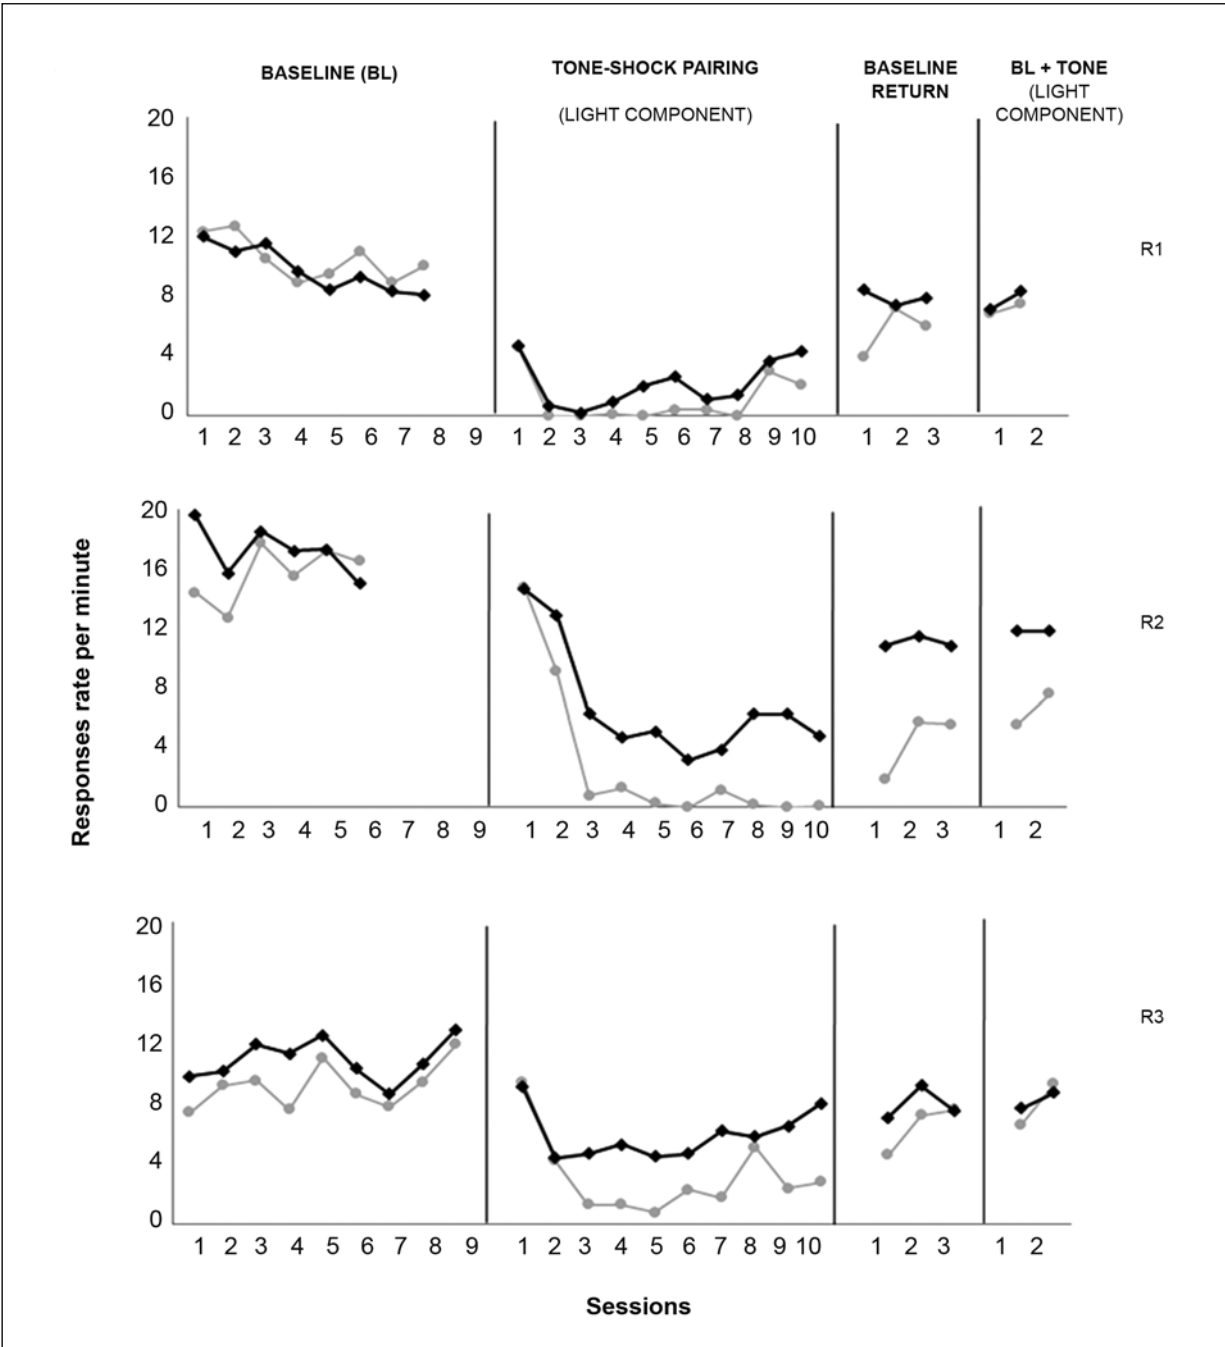 BASELINE (BL)
TONE-SHOCK PAIRING
(LIGHT COMPONENT)
BASELINE
RETURN
BL + TONE
(LIGHT
COMPONENT)
20
16
12
8
4
0
1 2 3 4 5 6 7 8 9
1 2 3 4 5 6 7 8 9 10
1 2 3
1 2
R1
Responses rate per minute
20
16
12
8
4
0
1 2 3 4 5 6 7 8 9
1 2 3 4 5 6 7 8 9 10
1 2 3
1 2
R2
20
16
12
8
4
0
1 2 3 4 5 6 7 8 9
1 2 3 4 5 6 7 8 9 10
1 2 3
1 2
R3
Sessions